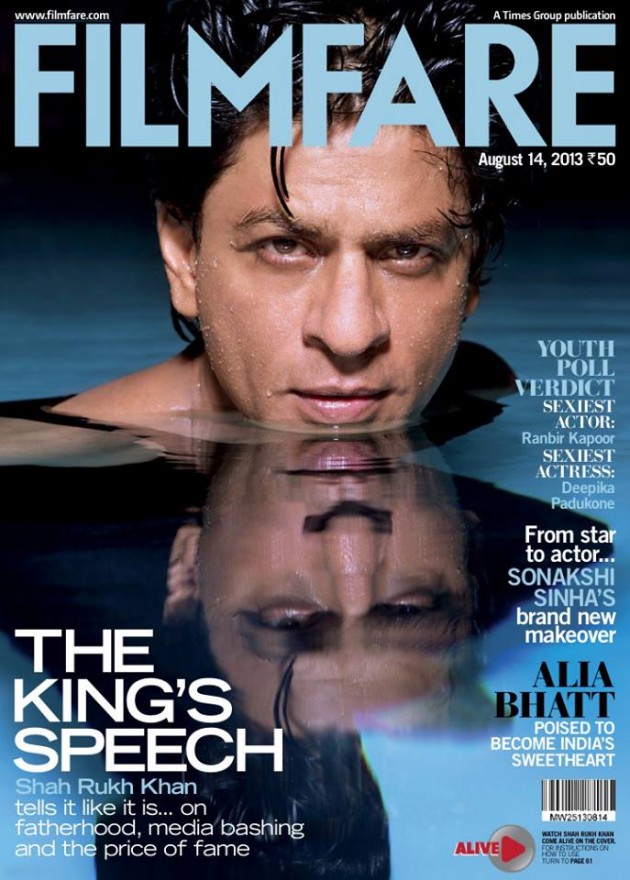 www.filmfare.com
A Times Group publication
FILMFARE
August 14, 2013 ₹50
YOUTH
POLL
VERDICT
SEXIEST
ACTOR:
Ranbir Kapoor
SEXIEST
ACTRESS:
Deepika
Padukone
From star
to actor...
SONAKSHI
SINHA'S
brand new
makeover
ALIA
BHATT
POISED TO
BECOME INDIA'S
SWEETHEART
THE
KING'S
SPEECH
Shah Rukh Khan
tells it like it is... on
fatherhood, media bashing
and the price of fame
MW25130814
ALIVE
WATCH SHAH RUKH KHAN
COME ALIVE ON THE COVER.
FOR INSTRUCTIONS ON
HOW TO USE
TURN TO PAGE 61